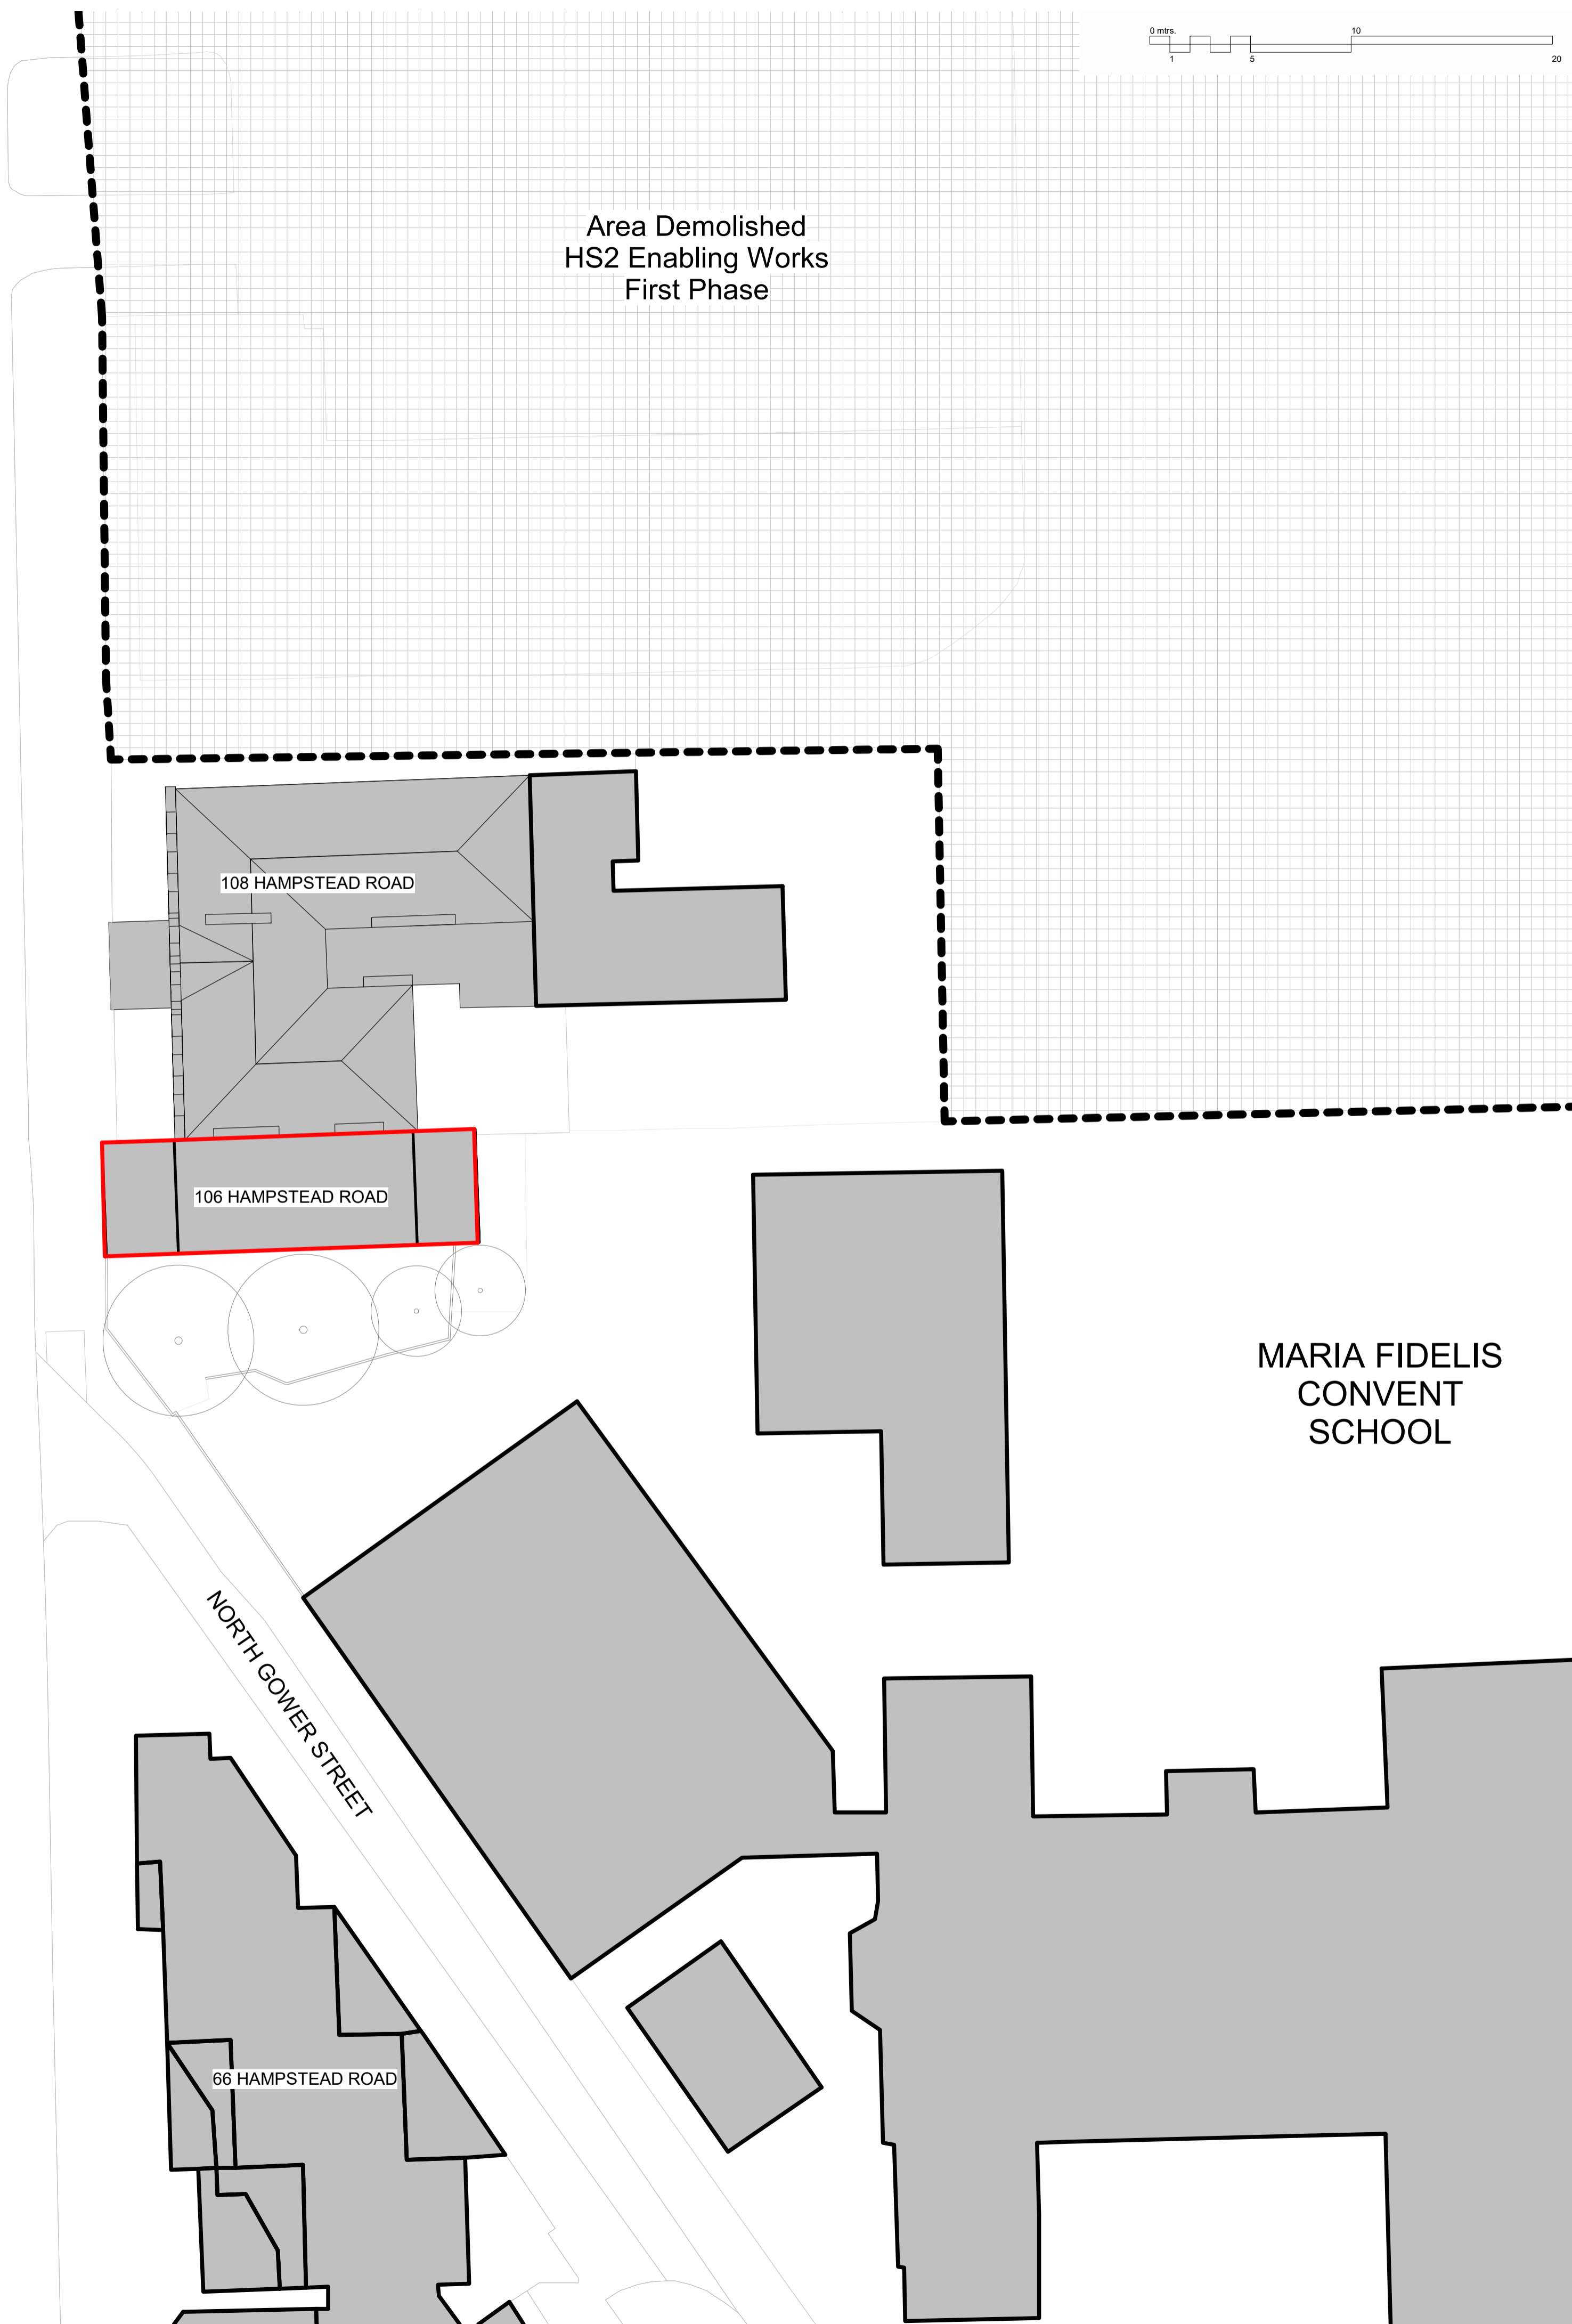 0 mtrs.
10
1
5
20
Area Demolished
HS2 Enabling Works
First Phase
108 HAMPSTEAD ROAD
106 HAMPSTEAD ROAD
MARIA FIDELIS
CONVENT
SCHOOL
NORTH GOWER STREET
66 HAMPSTEAD ROAD